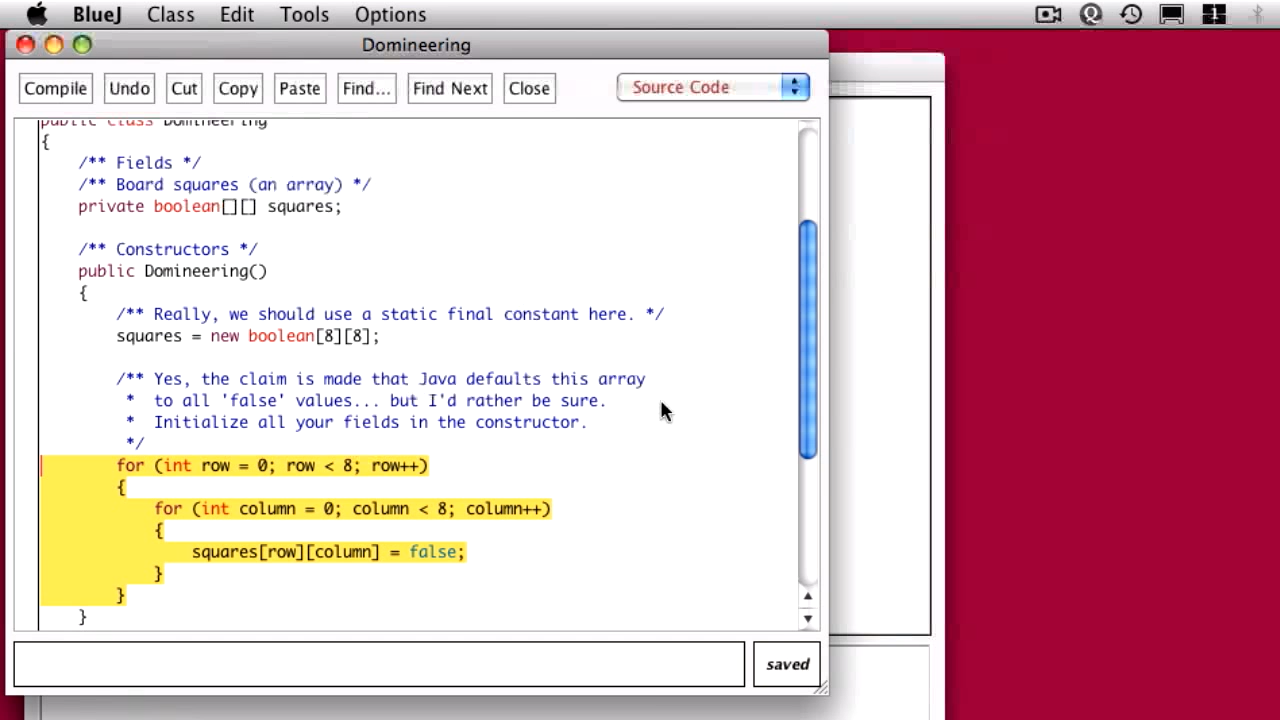 BlueJ Class Edit Tools Options
Domineering
Compile Undo Cut Copy Paste Find... Find Next Close Source Code
public class Domineering
{
/** Fields */
/** Board squares (an array) */
private boolean[][] squares;
/** Constructors */
public Domineering()
{
/** Really, we should use a static final constant here. */
squares = new boolean[8][8];
/** Yes, the claim is made that Java defaults this array
* to all 'false' values... but I'd rather be sure.
* Initialize all your fields in the constructor.
*/
for (int row = 0; row < 8; row++)
{
for (int column = 0; column < 8; column++)
{
squares[row][column] = false;
}
}
}
saved